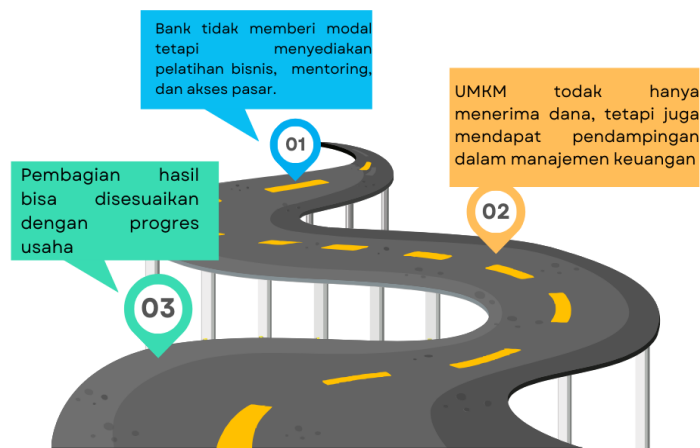 Bank tidak memberi modal
tetapi menyediakan
pelatihan bisnis, mentoring,
dan akses pasar.
01
UMKM todak hanya
menerima dana, tetapi juga
mendapat pendampingan
dalam manajemen keuangan
02
Pembagian hasil
bisa disesuaikan
dengan progres
usaha
03